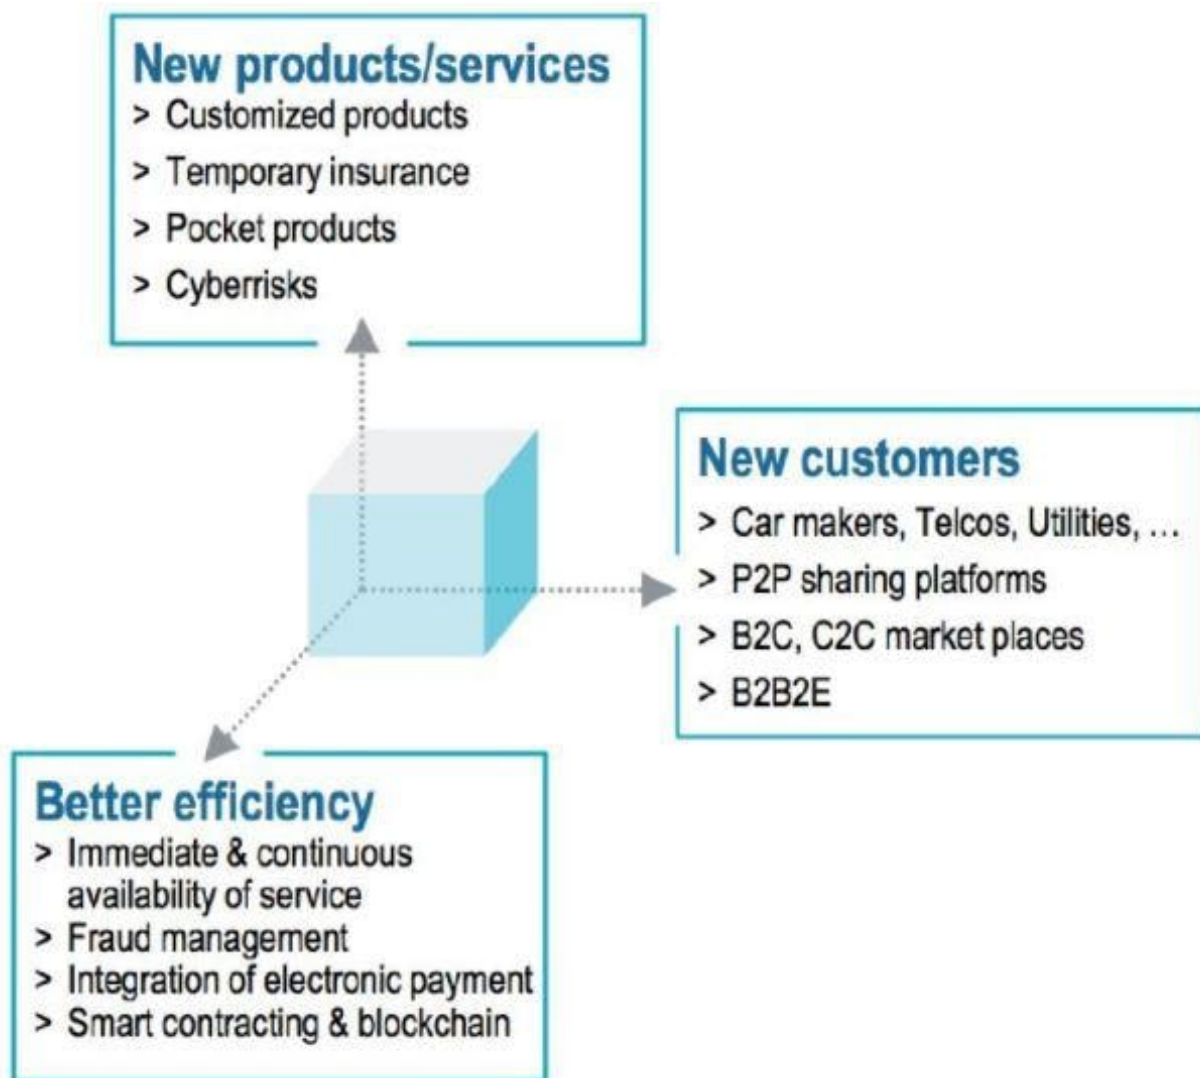 New products/services
> Customized products
> Temporary insurance
> Pocket products
> Cyberrisks
New customers
> Car makers, Telcos, Utilities, ...
> P2P sharing platforms
> B2C, C2C market places
> B2B2E
Better efficiency
> Immediate & continuous
availability of service
> Fraud management
> Integration of electronic payment
> Smart contracting & blockchain